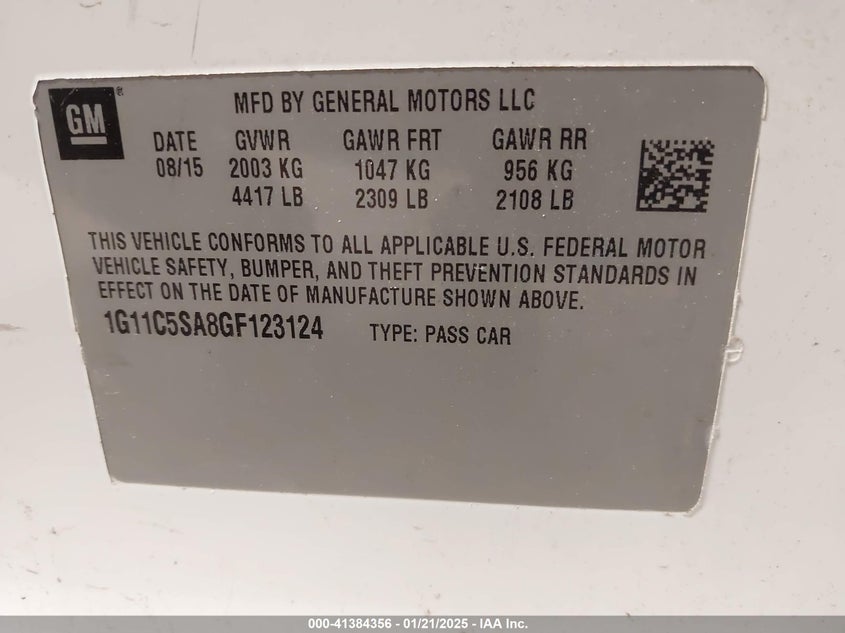 GM ®
MFD BY GENERAL MOTORS LLC
DATE GVWR GAWR FRT GAWR RR
08/15 2003 KG 1047 KG 956 KG
4417 LB 2309 LB 2108 LB
THIS VEHICLE CONFORMS TO ALL APPLICABLE U.S. FEDERAL MOTOR
VEHICLE SAFETY, BUMPER, AND THEFT PREVENTION STANDARDS IN
EFFECT ON THE DATE OF MANUFACTURE SHOWN ABOVE.
1G11C5SA8GF123124 TYPE: PASS CAR
000-41384356 - 01/21/2025 - IAA Inc.